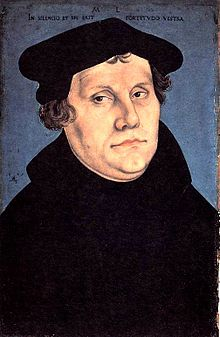 M L
IN SILENCIO ET SPE ERIT FORTITVDO VESTRA